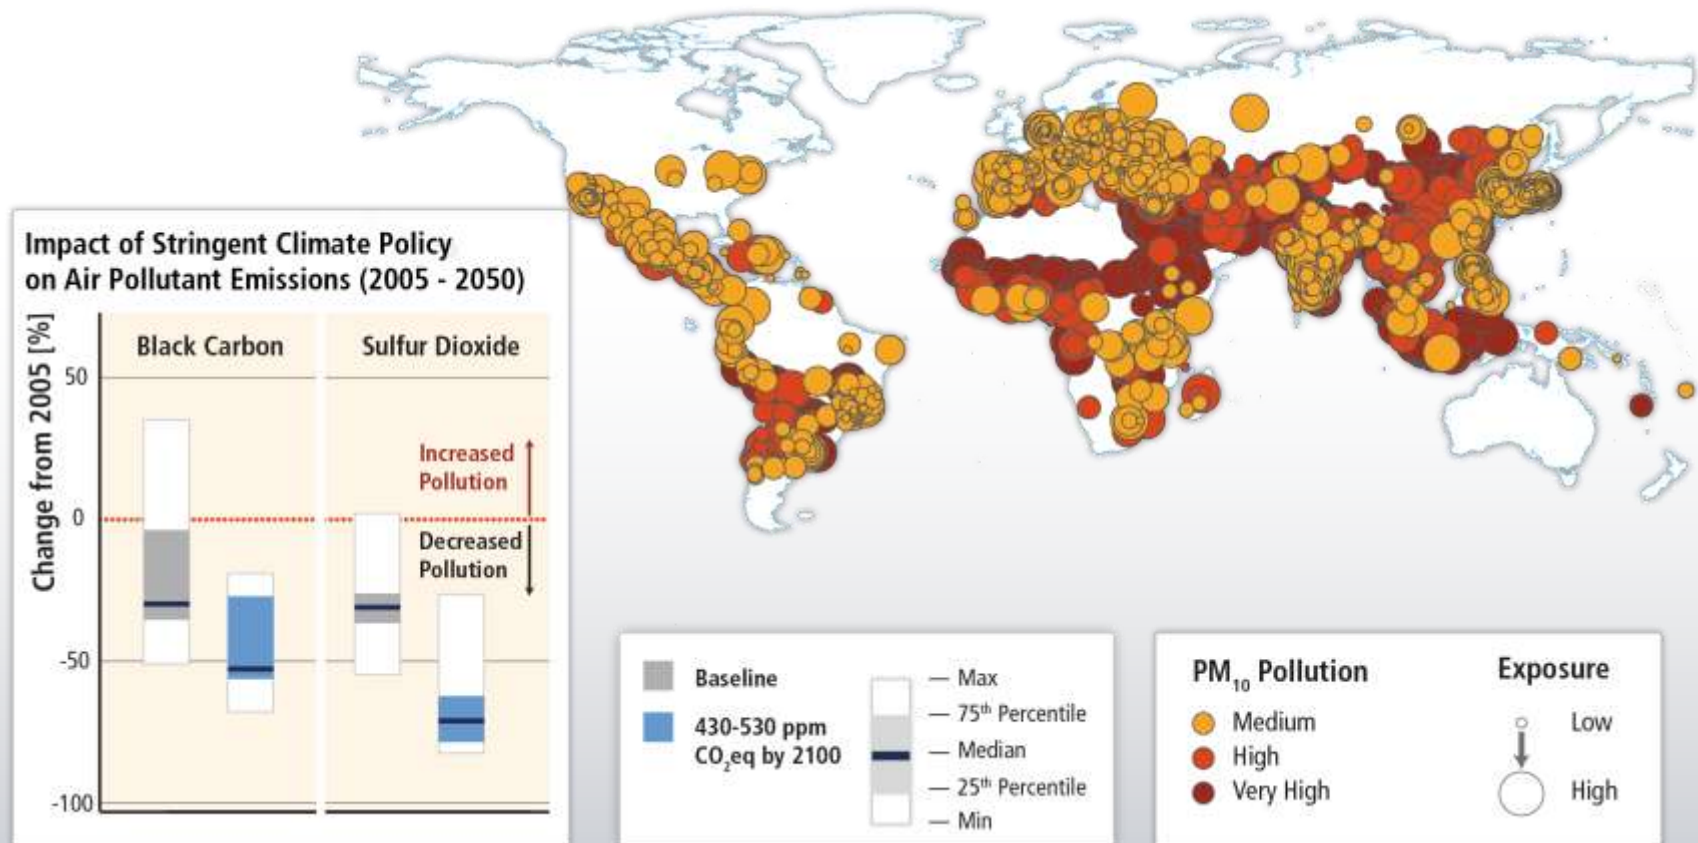 Impact of Stringent Climate Policy
on Air Pollutant Emissions (2005 - 2050)
Change from 2005 [%]
Black Carbon
Sulfur Dioxide
50
0
-50
-100
Increased
Pollution
Decreased
Pollution
Baseline
430-530 ppm
CO₂eq by 2100
Max
75th Percentile
Median
25th Percentile
Min
PM₁₀ Pollution
Medium
High
Very High
Exposure
Low
High